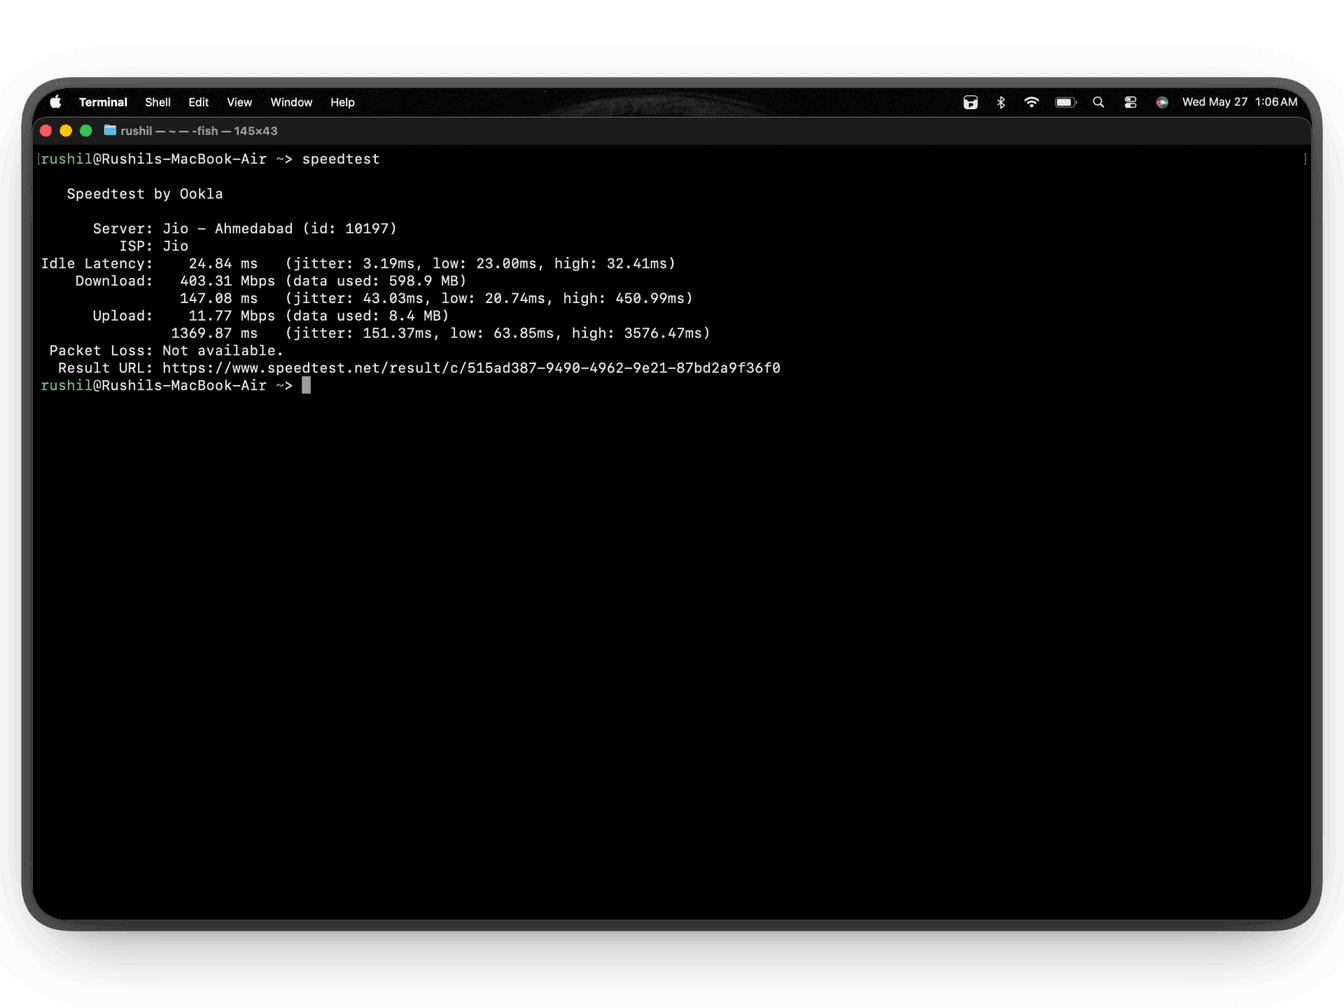 Terminal Shell Edit View Window Help Wed May 27 1:06 AM
rushil — ~ — -fish — 145×43
[rushil@Rushils-MacBook-Air ~> speedtest ]
Speedtest by Ookla
Server: Jio - Ahmedabad (id: 10197)
ISP: Jio
Idle Latency: 24.84 ms (jitter: 3.19ms, low: 23.00ms, high: 32.41ms)
Download: 403.31 Mbps (data used: 598.9 MB)
147.08 ms (jitter: 43.03ms, low: 20.74ms, high: 450.99ms)
Upload: 11.77 Mbps (data used: 8.4 MB)
1369.87 ms (jitter: 151.37ms, low: 63.85ms, high: 3576.47ms)
Packet Loss: Not available.
Result URL: https://www.speedtest.net/result/c/515ad387-9490-4962-9e21-87bd2a9f36f0
rushil@Rushils-MacBook-Air ~>